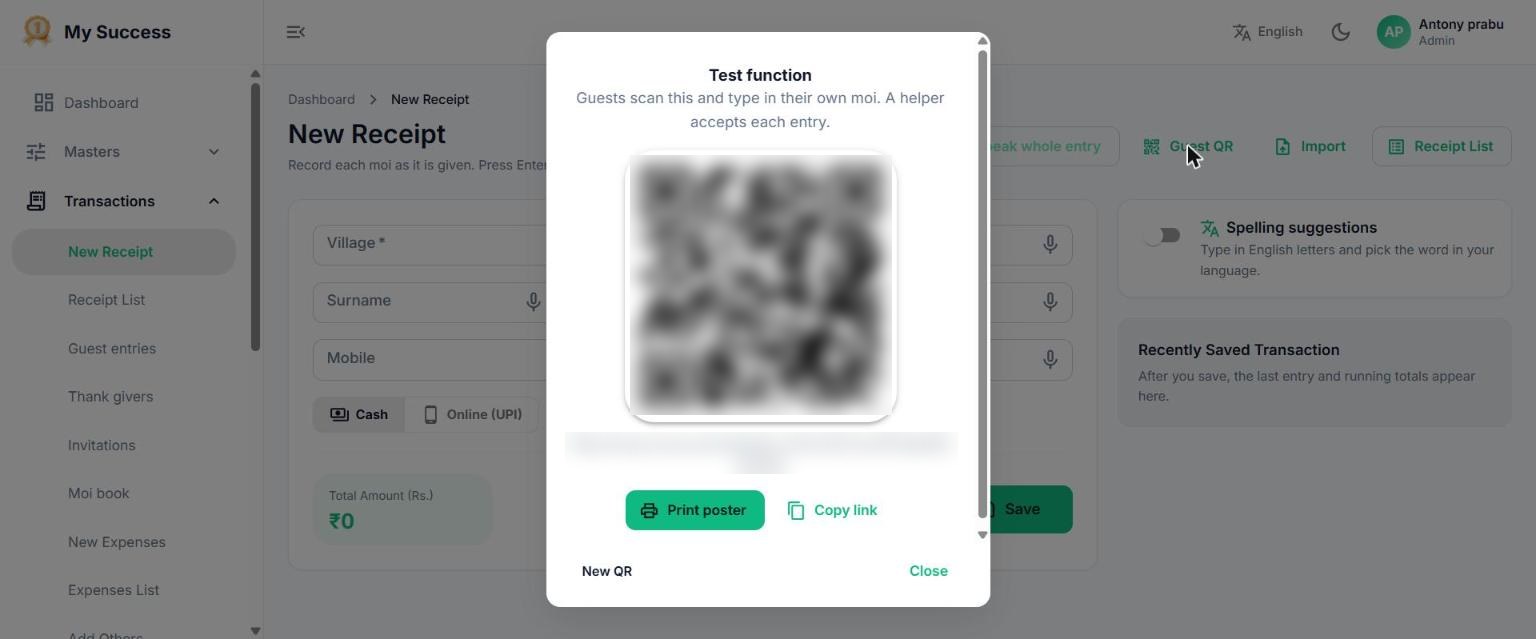 My Success
English
AP
Antony prabu
Admin
Dashboard
Masters
Transactions
New Receipt
Receipt List
Guest entries
Thank givers
Invitations
Moi book
New Expenses
Expenses List
Add Others
Dashboard > New Receipt
New Receipt
Record each moi as it is given. Press Enter
eak whole entry
Guest QR
Import
Receipt List
Village *
Surname
Mobile
Cash
Online (UPI)
Total Amount (Rs.)
₹0
Save
Spelling suggestions
Type in English letters and pick the word in your
language.
Recently Saved Transaction
After you save, the last entry and running totals appear
here.
Test function
Guests scan this and type in their own moi. A helper
accepts each entry.
Print poster
Copy link
New QR
Close